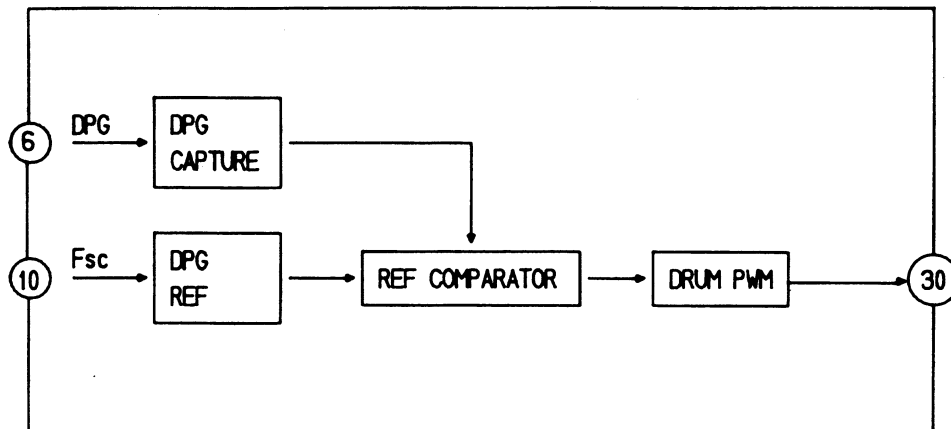 6
DPG
DPG
CAPTURE
10
Fsc
DPG
REF
REF COMPARATOR
DRUM PWM
30